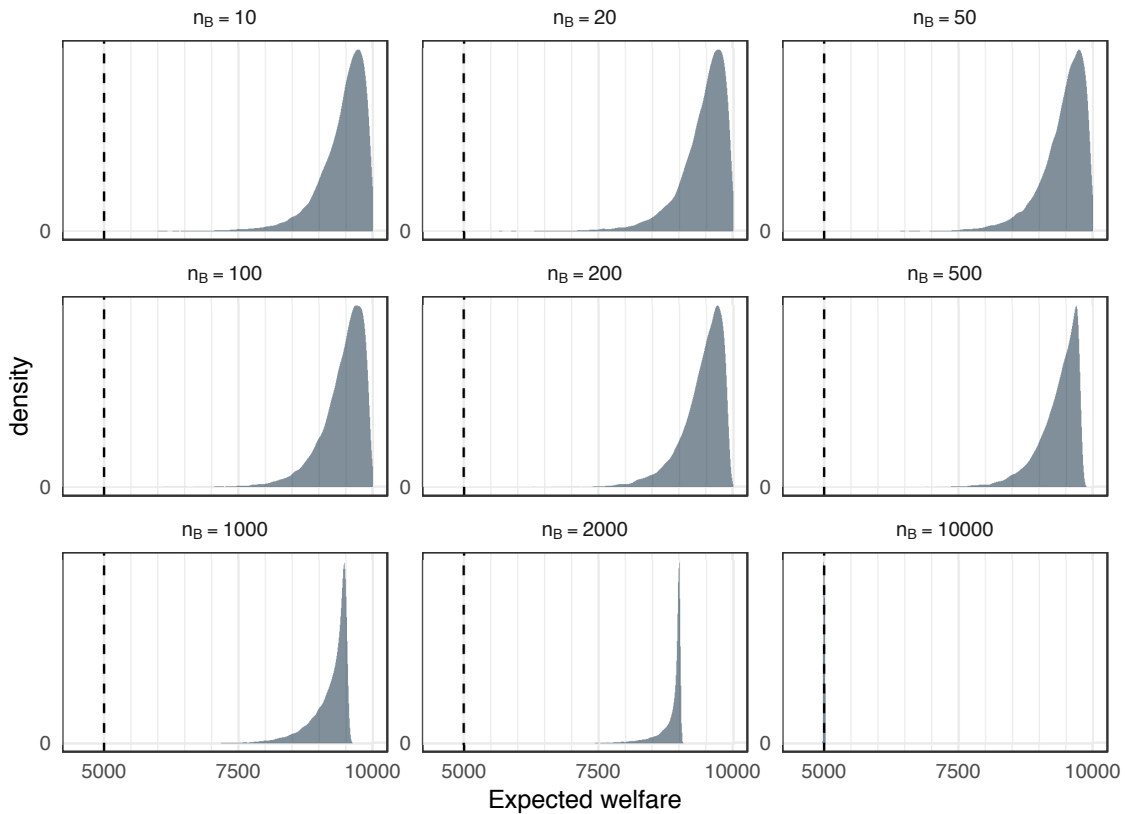 n_B = 10
n_B = 20
n_B = 50
0
0
0
n_B = 100
n_B = 200
n_B = 500
density
0
0
0
n_B = 1000
n_B = 2000
n_B = 10000
0
0
0
5000 7500 10000
5000 7500 10000
5000 7500 10000
Expected welfare